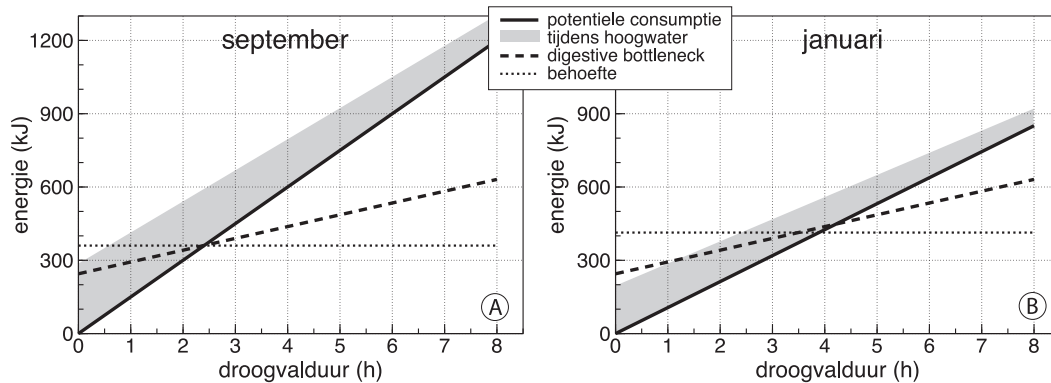 september
januari
potentiele consumptie
tijdens hoogwater
digestive bottleneck
behoefte
energie (kJ)
1200
900
600
300
0
0 1 2 3 4 5 6 7 8
droogvalduur (h)
A
energie (kJ)
900
600
300
0
0 1 2 3 4 5 6 7 8
droogvalduur (h)
B